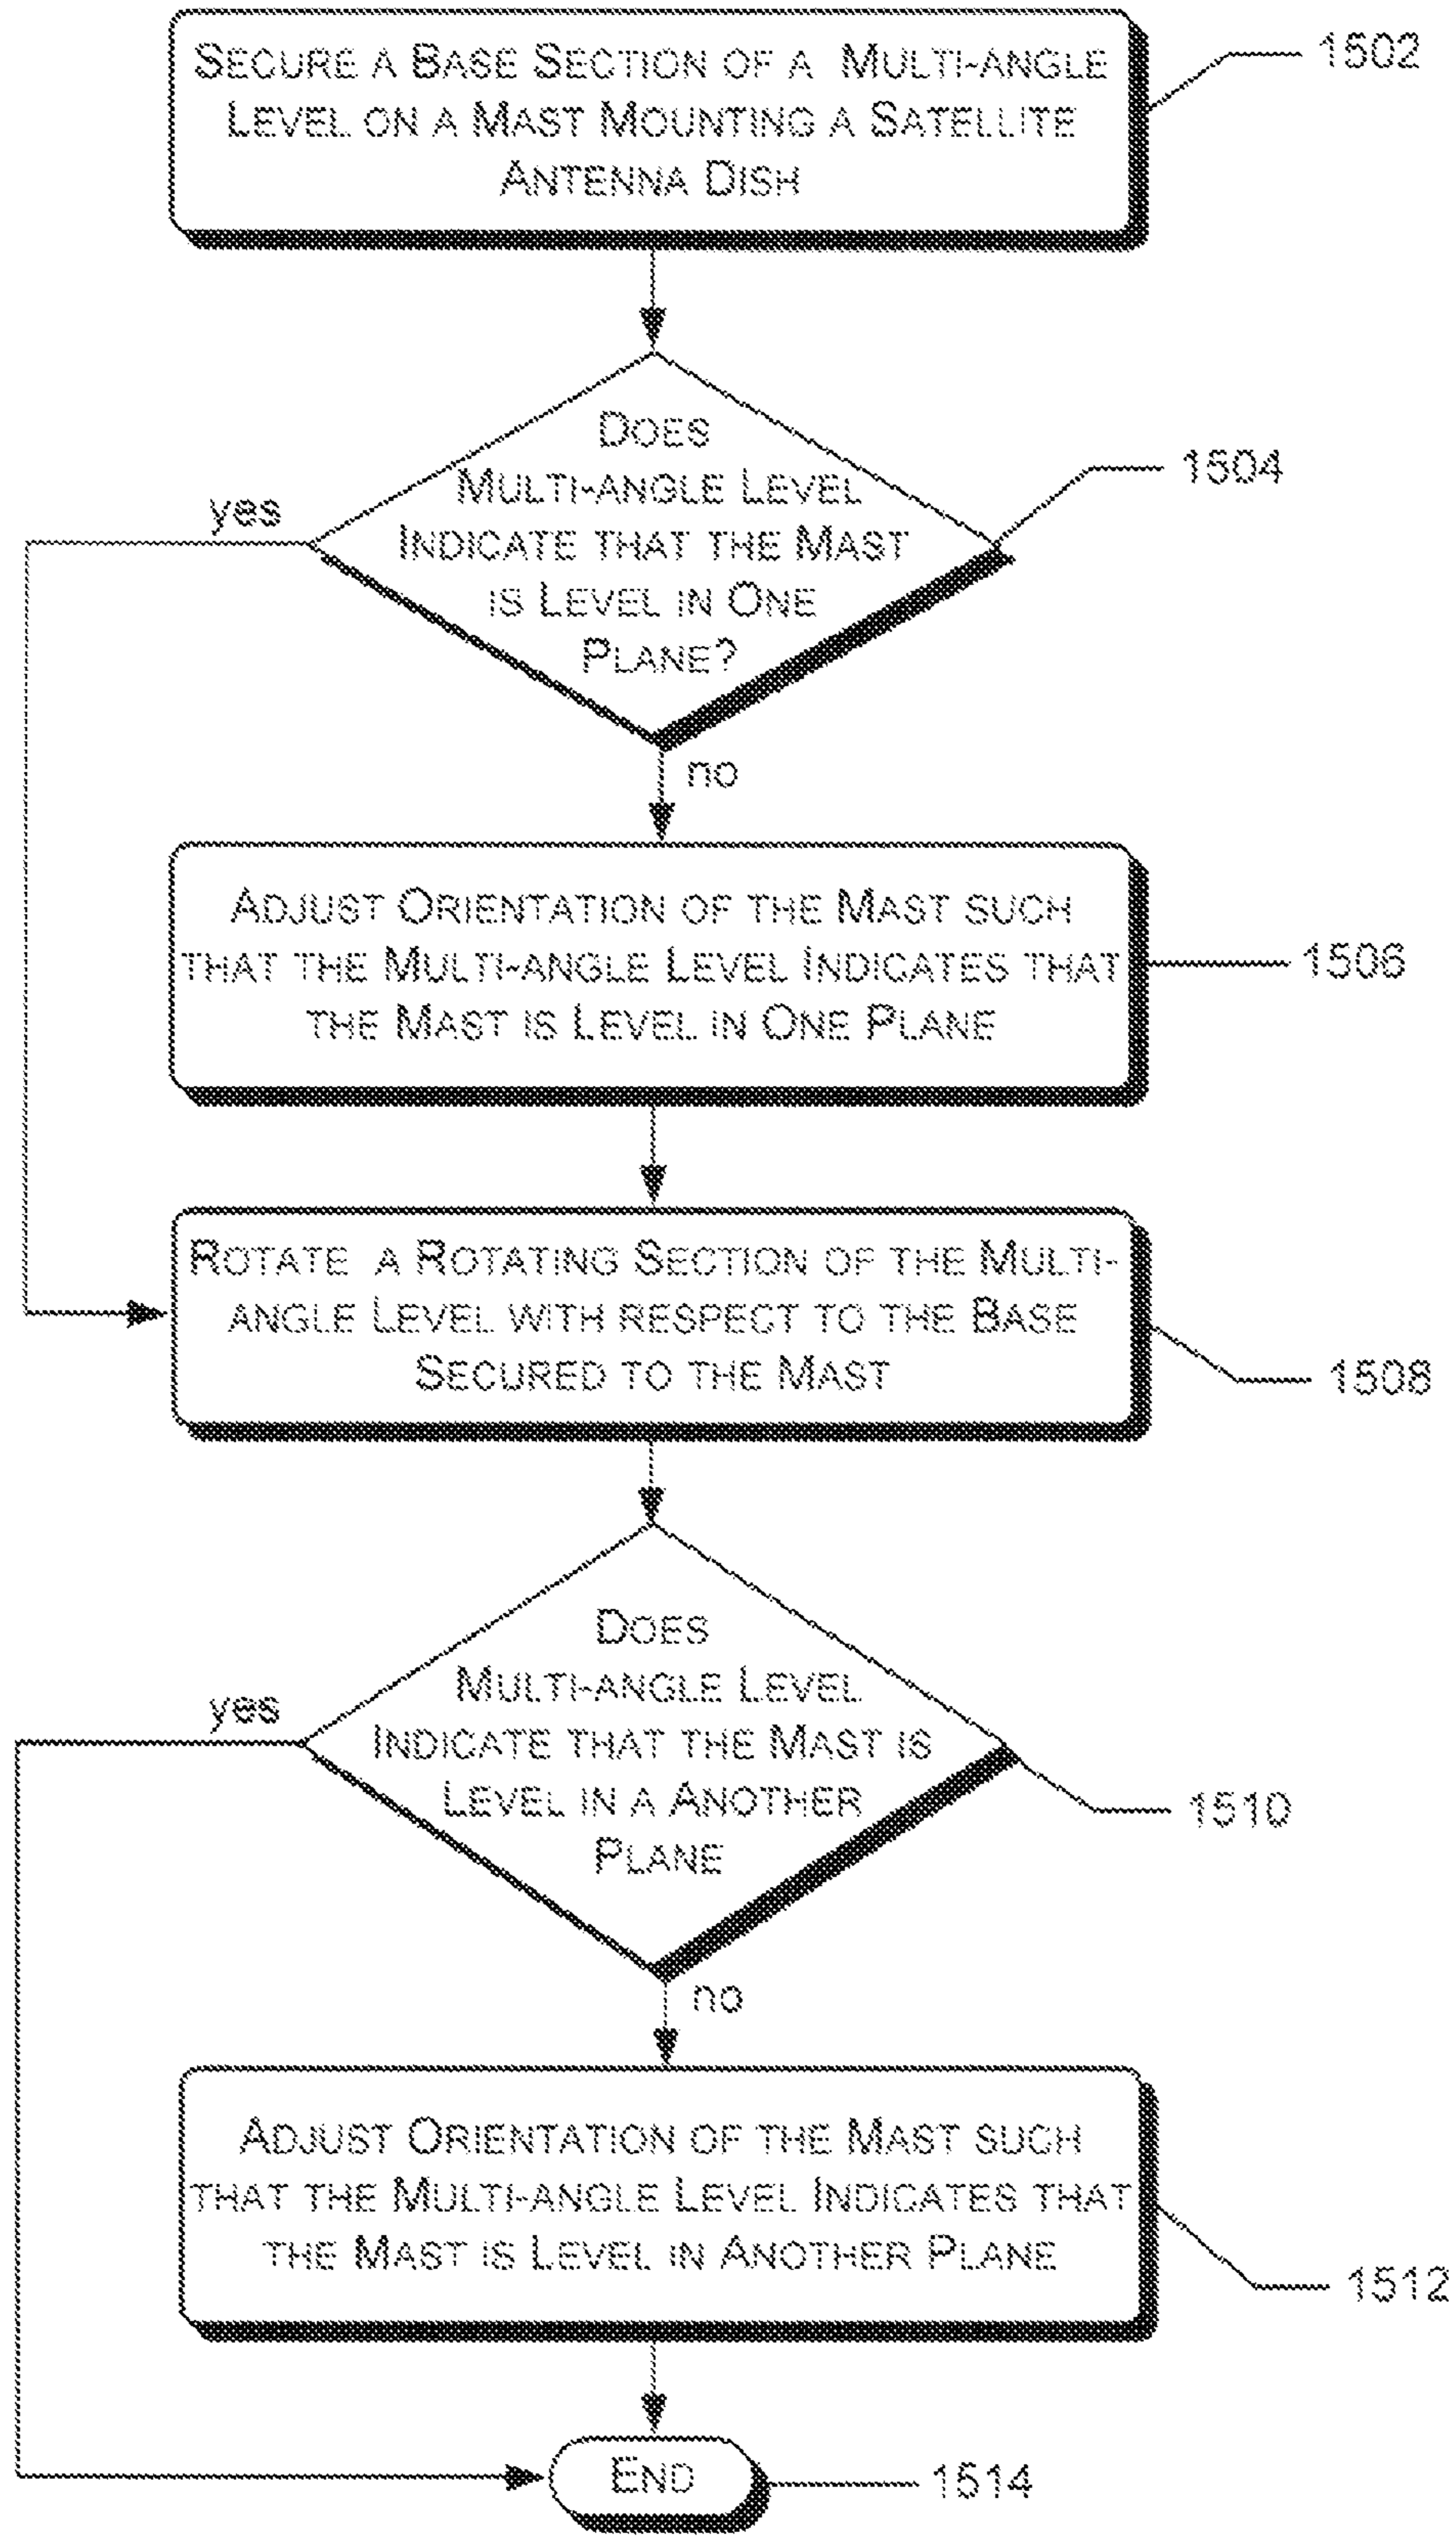 SECURE A BASE SECTION OF A MULTI-ANGLE
LEVEL ON A MAST MOUNTING A SATELLITE
ANTENNA DISH
1502
DOES
MULTI-ANGLE LEVEL
INDICATE THAT THE MAST
IS LEVEL IN ONE
PLANE?
1504
yes
no
ADJUST ORIENTATION OF THE MAST SUCH
THAT THE MULTI-ANGLE LEVEL INDICATES THAT
THE MAST IS LEVEL IN ONE PLANE
1506
ROTATE A ROTATING SECTION OF THE MULTI-
ANGLE LEVEL WITH RESPECT TO THE BASE
SECURED TO THE MAST
1508
DOES
MULTI-ANGLE LEVEL
INDICATE THAT THE MAST IS
LEVEL IN A ANOTHER
PLANE
1510
yes
no
ADJUST ORIENTATION OF THE MAST SUCH
THAT THE MULTI-ANGLE LEVEL INDICATES THAT
THE MAST IS LEVEL IN ANOTHER PLANE
1512
END
1514